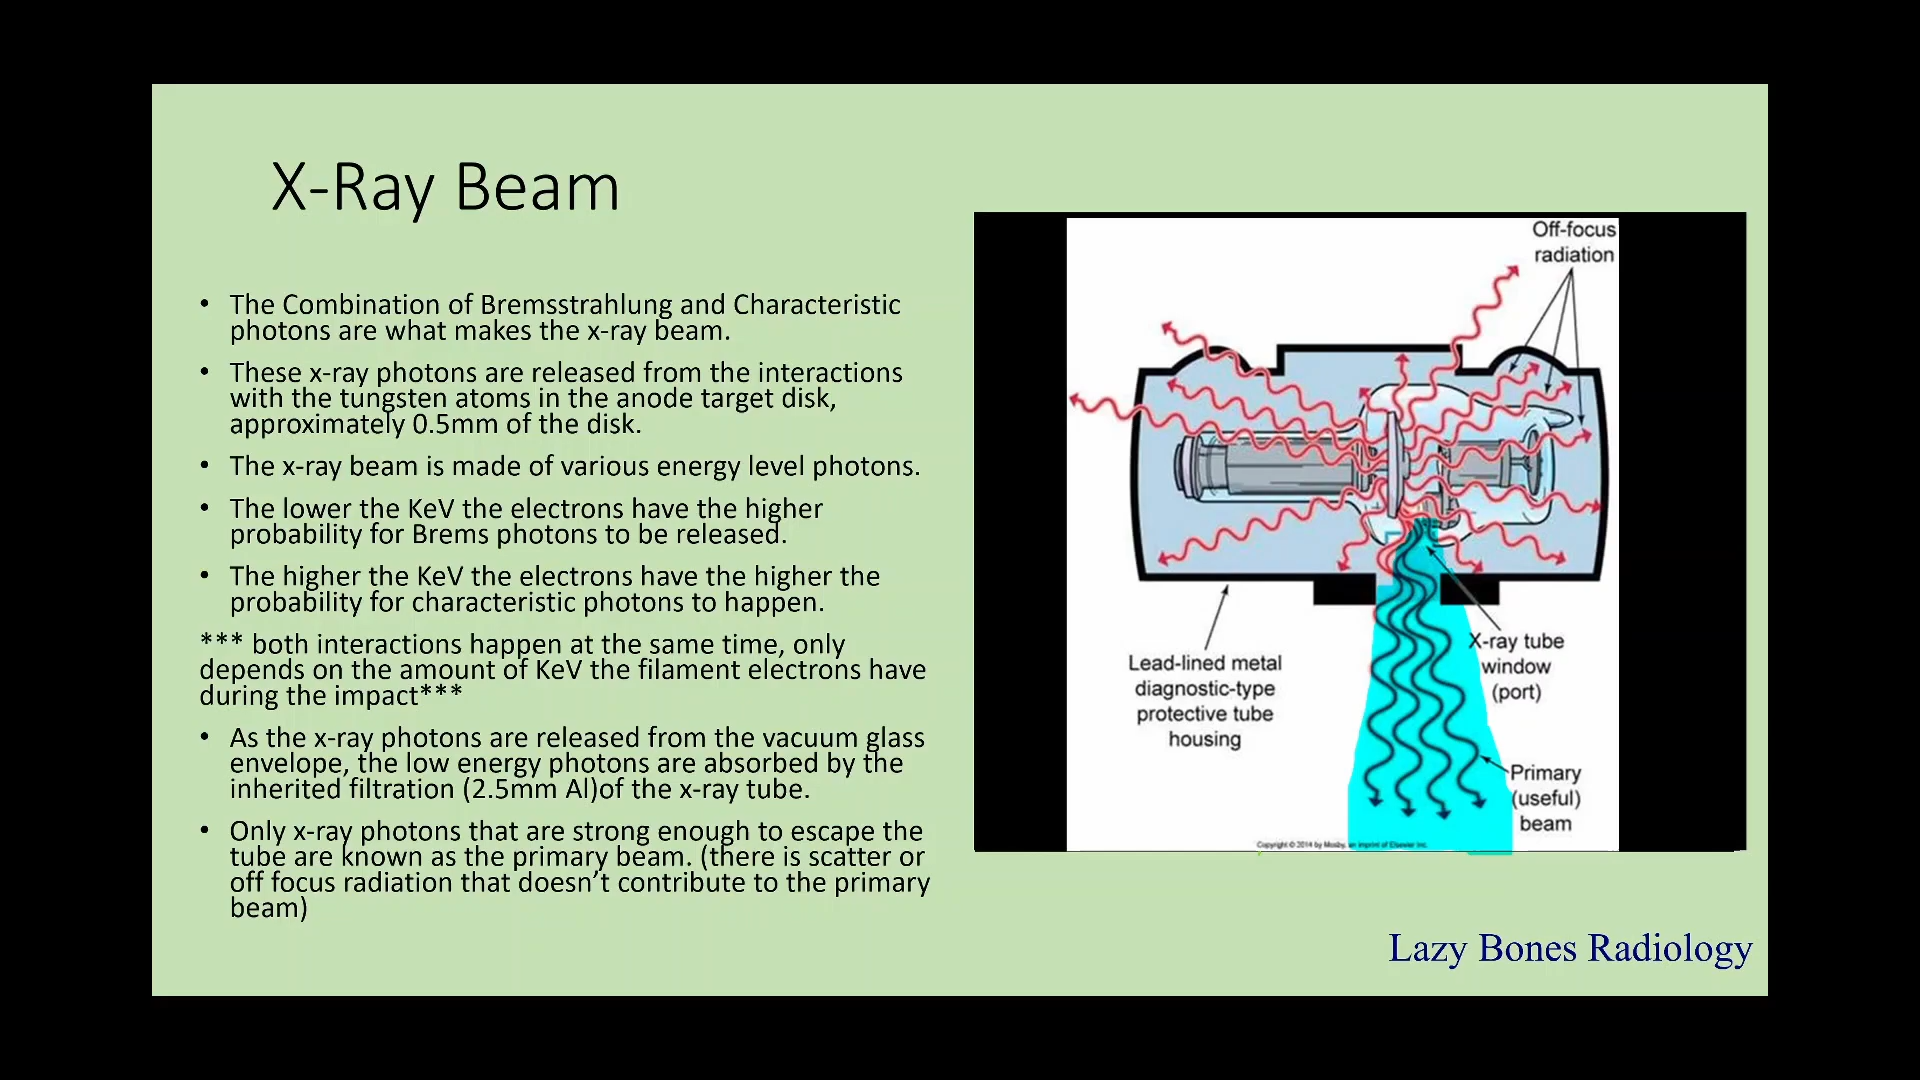 X-Ray Beam
• The Combination of Bremsstrahlung and Characteristic
photons are what makes the x-ray beam.
• These x-ray photons are released from the interactions
with the tungsten atoms in the anode target disk,
approximately 0.5mm of the disk.
• The x-ray beam is made of various energy level photons.
• The lower the KeV the electrons have the higher
probability for Brems photons to be released.
• The higher the KeV the electrons have the higher the
probability for characteristic photons to happen.
*** both interactions happen at the same time, only
depends on the amount of KeV the filament electrons have
during the impact***
• As the x-ray photons are released from the vacuum glass
envelope, the low energy photons are absorbed by the
inherited filtration (2.5mm Al)of the x-ray tube.
• Only x-ray photons that are strong enough to escape the
tube are known as the primary beam. (there is scatter or
off focus radiation that doesn’t contribute to the primary
beam)
Off-focus
radiation
Lead-lined metal
diagnostic-type
protective tube
housing
X-ray tube
window
(port)
Primary
(useful)
beam
Copyright © 2014 by Mosby, an imprint of Elsevier Inc.
Lazy Bones Radiology